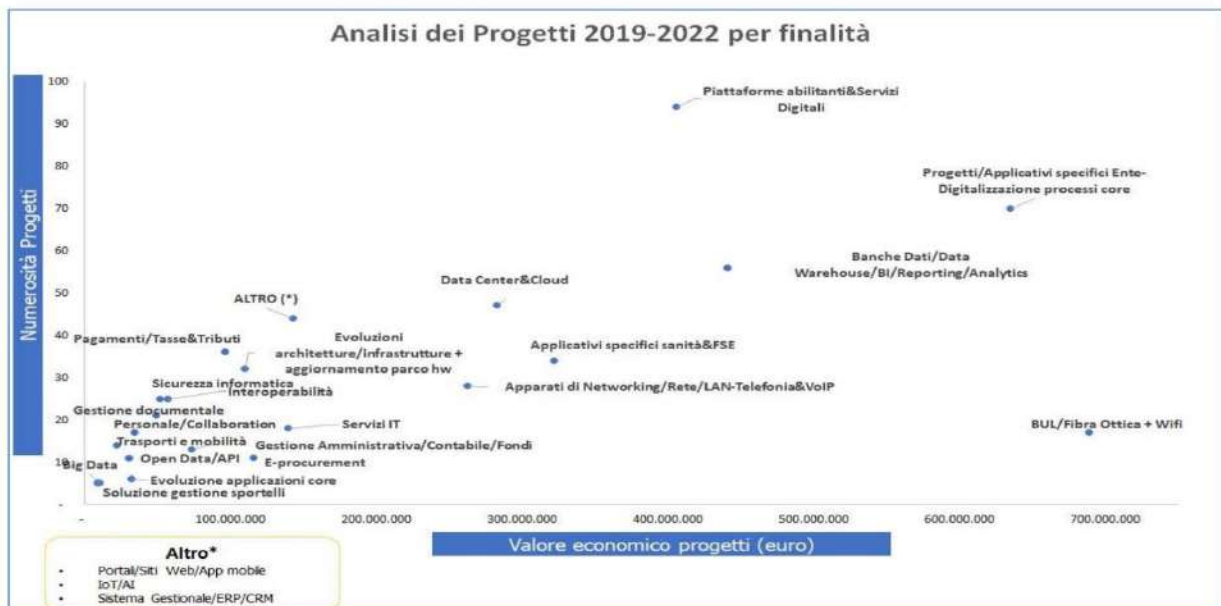 Analisi dei Progetti 2019-2022 per finalità
Numerosità Progetti
100
90
80
70
60
50
40
30
20
10
-
Piattaforme abilitanti&Servizi
Digitali
Progetti/Applicativi specifici Ente-
Digitalizzazione processi core
Banche Dati/Data
Warehouse/BI/Reporting/Analytics
Data Center&Cloud
ALTRO (*)
Pagamenti/Tasse&Tributi
Evoluzioni
architetture/infrastrutture +
aggiornamento parco hw
Applicativi specifici sanità&FSE
Sicurezza informatica
Interoperabilità
Apparati di Networking/Rete/LAN-Telefonia&VoIP
Gestione documentale
Personale/Collaboration
Servizi IT
BUL/Fibra Ottica + Wifi
Trasporti e mobilità
Gestione Amministrativa/Contabile/Fondi
Big Data
Open Data/API
E-procurement
Evoluzione applicazioni core
Soluzione gestione sportelli
-
100.000.000
200.000.000
300.000.000
400.000.000
500.000.000
600.000.000
700.000.000
Valore economico progetti (euro)
Altro*
• Portali/Siti Web/App mobile
• IoT/AI
• Sistema Gestionale/ERP/CRM